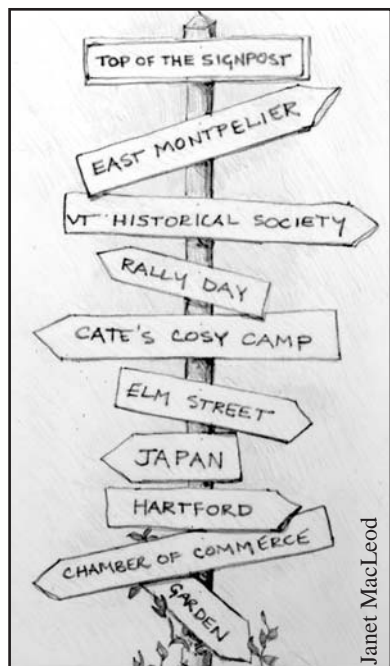 TOP OF THE SIGNPOST
EAST MONTPELIER
VT HISTORICAL SOCIETY
RALLY DAY
CATE'S COSY CAMP
ELM STREET
JAPAN
HARTFORD
CHAMBER OF COMMERCE
GARDEN
Janet MacLeod